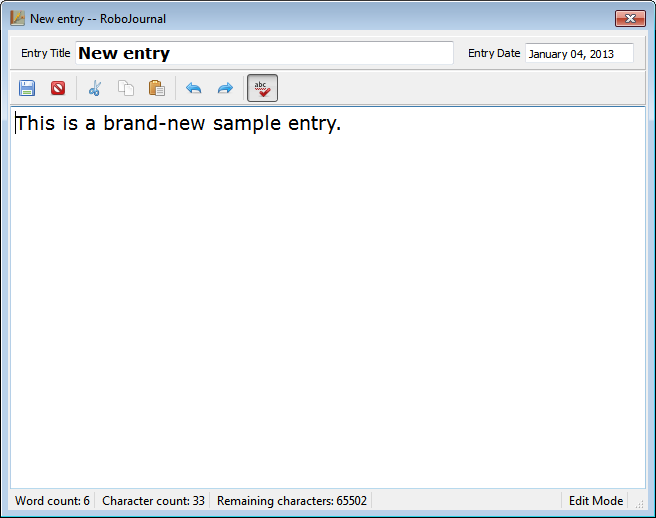 New entry -- RoboJournal
Entry Title New entry Entry Date January 04, 2013
abc
This is a brand-new sample entry.
Word count: 6 Character count: 33 Remaining characters: 65502 Edit Mode